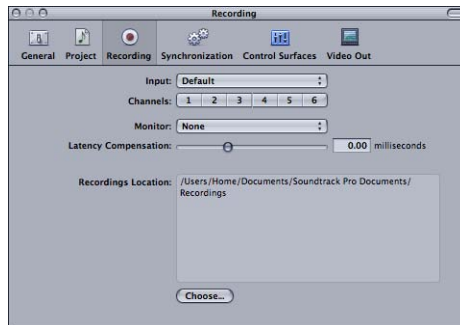 Recording
General Project Recording Synchronization Control Surfaces Video Out
Input: Default
Channels: 1 2 3 4 5 6
Monitor: None
Latency Compensation: 0.00 milliseconds
Recordings Location: /Users/Home/Documents/Soundtrack Pro Documents/
Recordings
Choose...